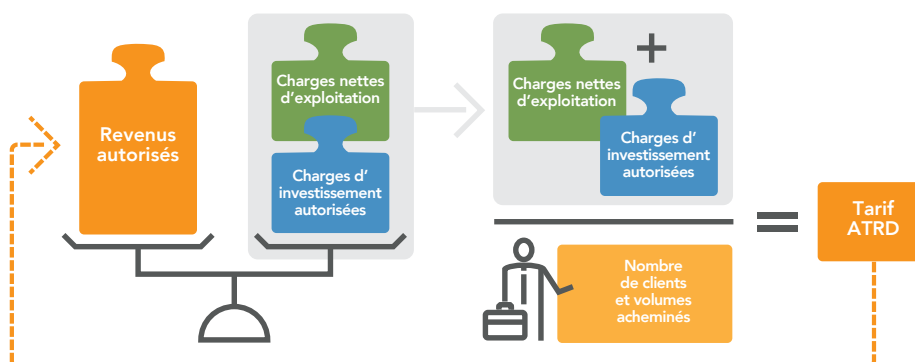 Revenus
autorisés
Charges nettes
d'exploitation
Charges d'
investissement
autorisées
Charges nettes
d'exploitation
+
Charges d'
investissement
autorisées
=
Nombre
de clients
et volumes
acheminés
Tarif
ATRD